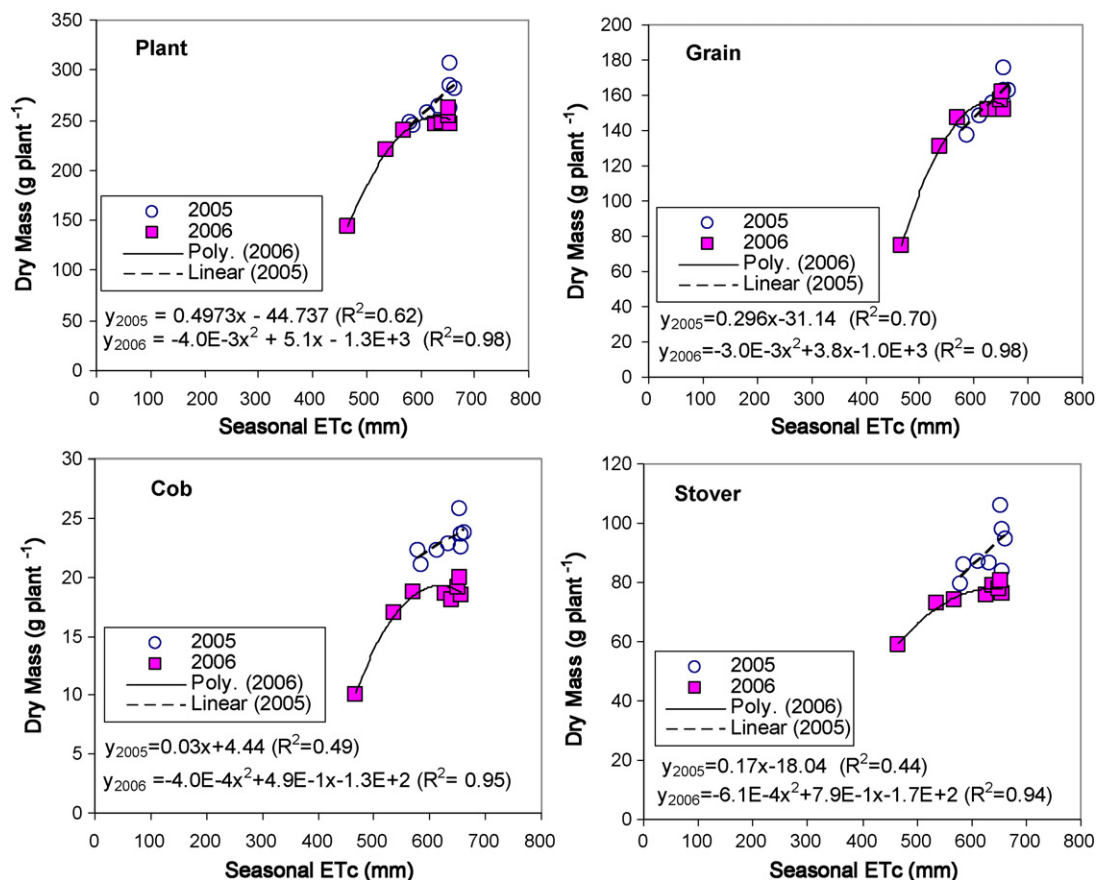 Plant
350
300
250
200
150
100
50
0
Dry Mass (g plant ⁻¹)
2005
2006
Poly. (2006)
Linear (2005)
y₂₀₀₅ = 0.4973x - 44.737 (R²=0.62)
y₂₀₀₆ = -4.0E-3x² + 5.1x - 1.3E+3 (R²=0.98)
0 100 200 300 400 500 600 700 800
Seasonal ETc (mm)
Grain
200
180
160
140
120
100
80
60
40
20
0
Dry Mass (g plant ⁻¹)
2005
2006
Poly. (2006)
Linear (2005)
y₂₀₀₅=0.296x-31.14 (R²=0.70)
y₂₀₀₆=-3.0E-3x²+3.8x-1.0E+3 (R²= 0.98)
0 100 200 300 400 500 600 700 800
Seasonal ETc (mm)
Cob
30
25
20
15
10
5
0
Dry Mass (g plant ⁻¹)
2005
2006
Poly. (2006)
Linear (2005)
y₂₀₀₅=0.03x+4.44 (R²=0.49)
y₂₀₀₆=-4.0E-4x²+4.9E-1x-1.3E+2 (R²= 0.95)
0 100 200 300 400 500 600 700 800
Seasonal ETc (mm)
Stover
120
100
80
60
40
20
0
Dry Mass (g plant ⁻¹)
2005
2006
Poly. (2006)
Linear (2005)
y₂₀₀₅=0.17x-18.04 (R²=0.44)
y₂₀₀₆=-6.1E-4x²+7.9E-1x-1.7E+2 (R²=0.94)
0 100 200 300 400 500 600 700 800
Seasonal ETc (mm)